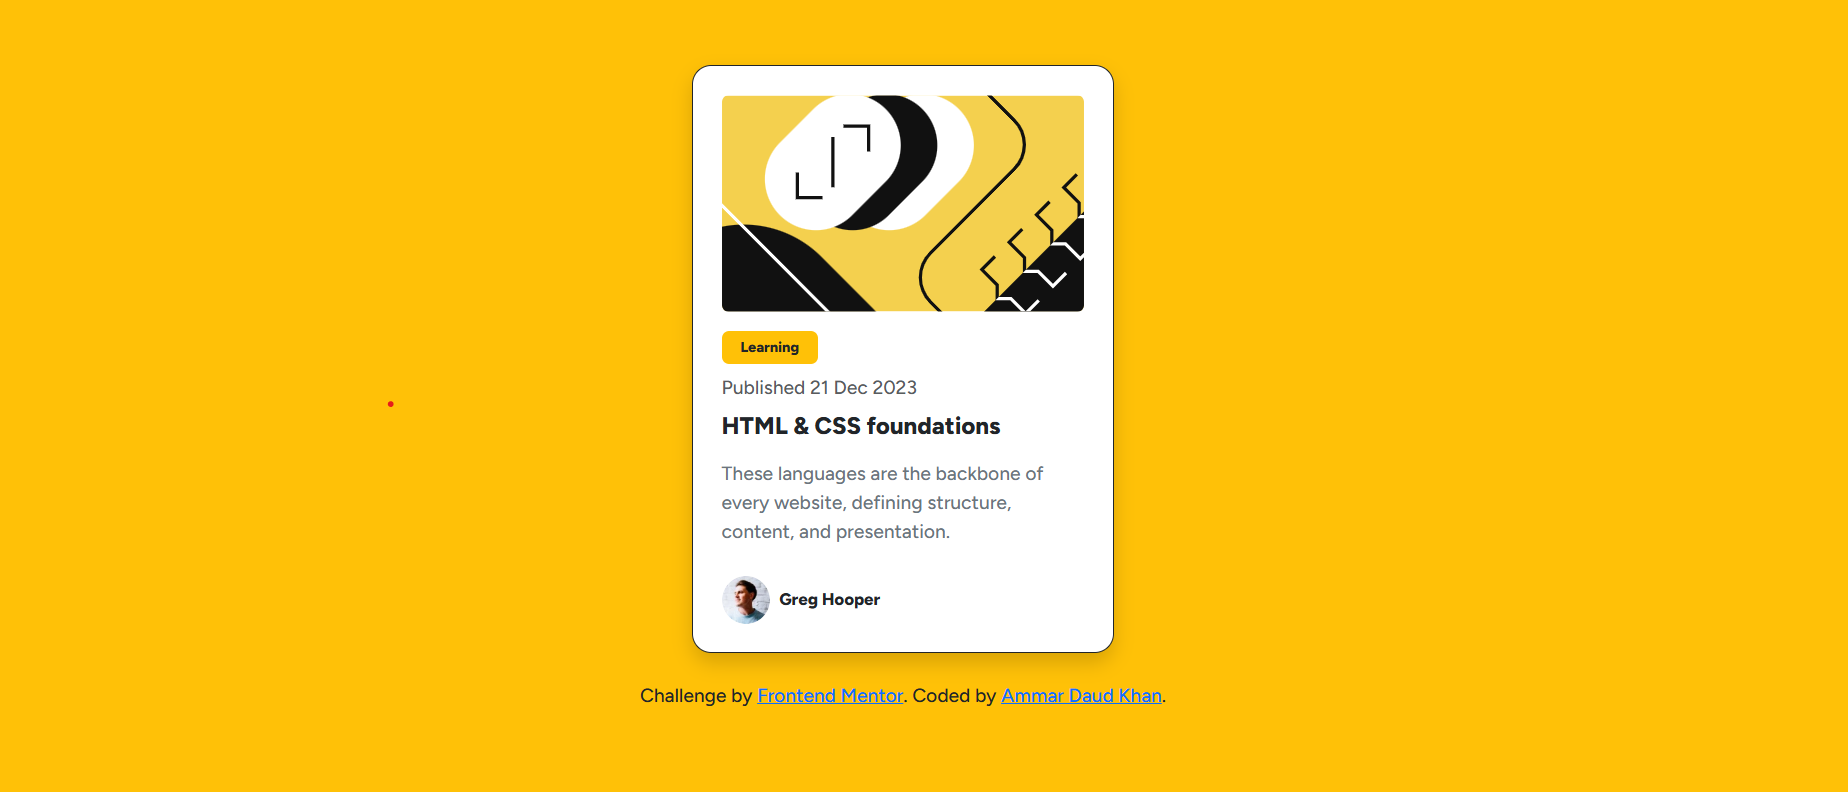 Learning
Published 21 Dec 2023
HTML & CSS foundations
These languages are the backbone of
every website, defining structure,
content, and presentation.
Greg Hooper
Challenge by Frontend Mentor. Coded by Ammar Daud Khan.